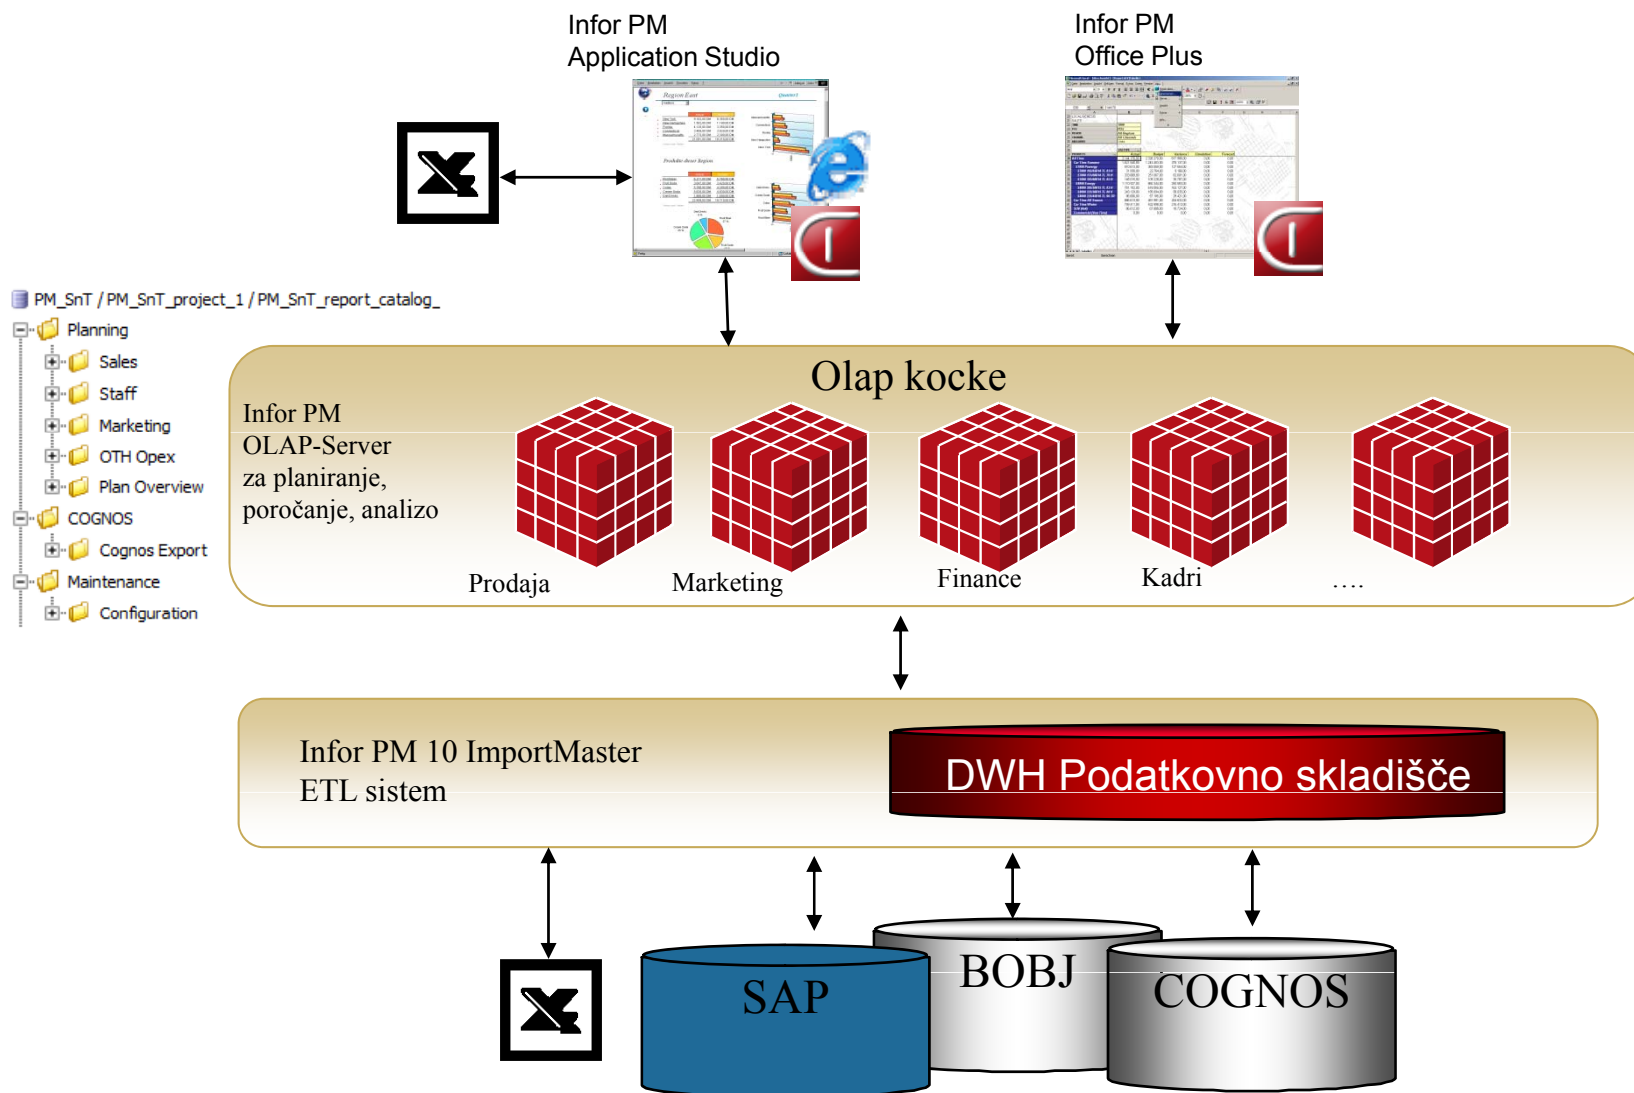 Infor PM
Application Studio
Infor PM
Office Plus
Region East
PM_SnT / PM_SnT_project_1 / PM_SnT_report_catalog_
Planning
Sales
Staff
Marketing
OTH Opex
Plan Overview
COGNOS
Cognos Export
Maintenance
Configuration
Olap kocke
Infor PM
OLAP-Server
za planiranje,
poročanje, analizo
Prodaja
Marketing
Finance
Kadri
....
Infor PM 10 ImportMaster
ETL sistem
DWH Podatkovno skladišče
SAP
BOBJ
COGNOS